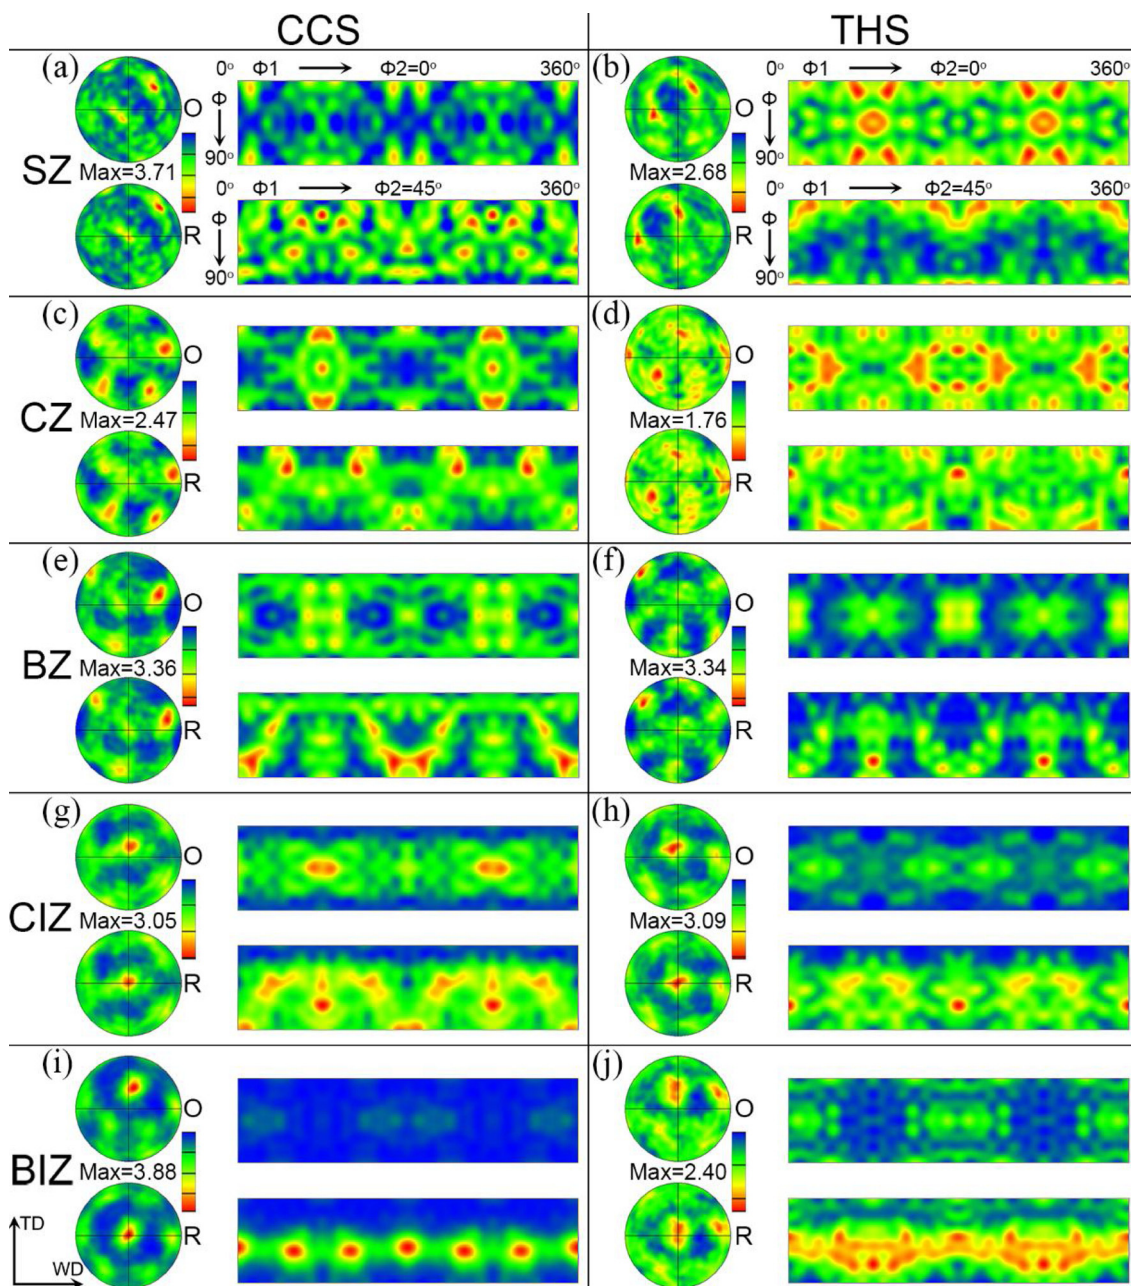 CCS THS
(a) 0° Φ1 Φ2=0° 360° (b) 0° Φ1 Φ2=0° 360°
O Φ O Φ
SZ Max=3.71 90° Max=2.68 90°
0° Φ1 Φ2=45° 360° 0° Φ1 Φ2=45° 360°
R Φ R Φ
90° 90°
(c) (d)
O O
CZ Max=2.47 Max=1.76
R R
(e) (f)
O O
BZ Max=3.36 Max=3.34
R R
(g) (h)
O O
CIZ Max=3.05 Max=3.09
R R
(i) (j)
O O
BIZ Max=3.88 Max=2.40
TD R R
WD